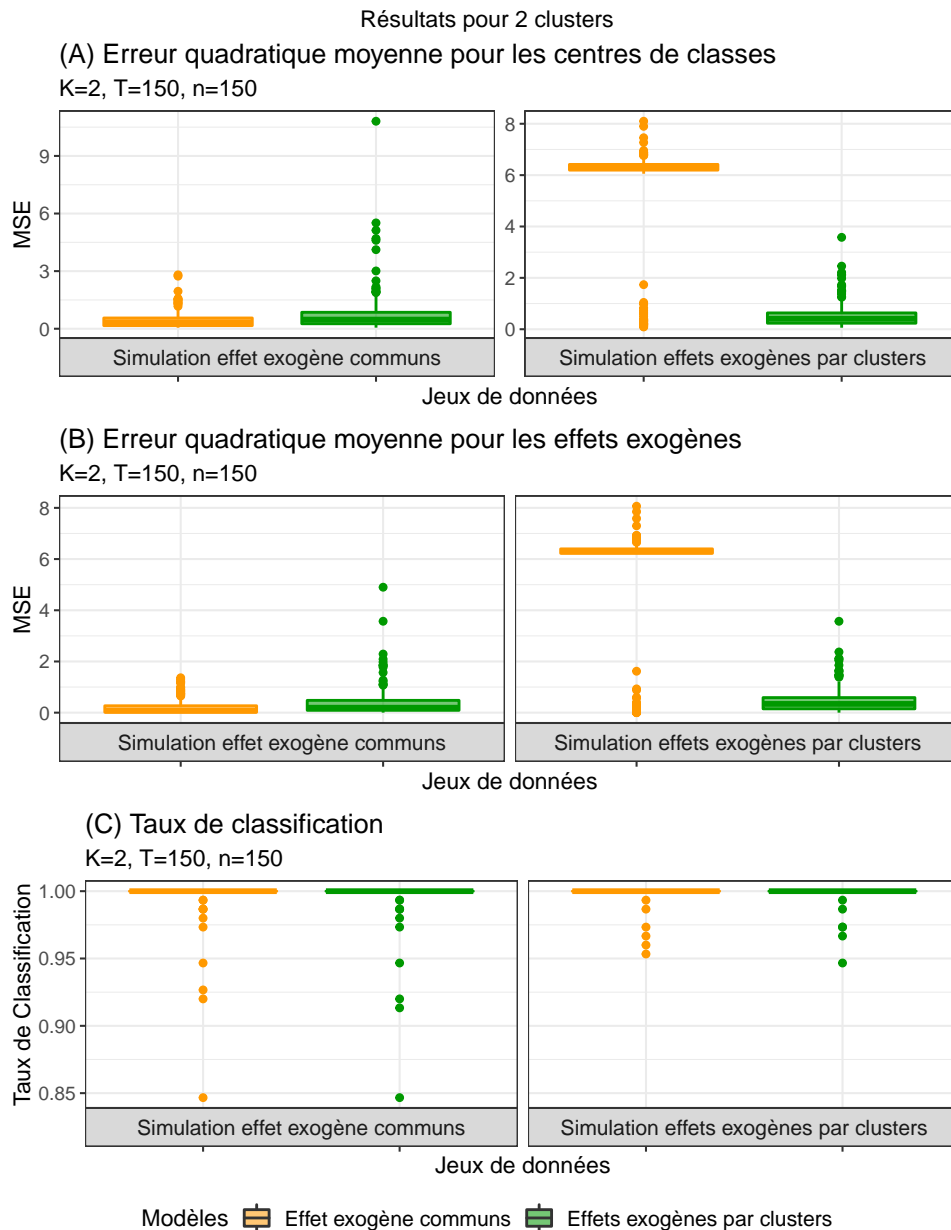 Résultats pour 2 clusters
(A) Erreur quadratique moyenne pour les centres de classes
K=2, T=150, n=150
MSE
9
6
3
0
8
6
4
2
0
Simulation effet exogène communs
Simulation effets exogènes par clusters
Jeux de données
(B) Erreur quadratique moyenne pour les effets exogènes
K=2, T=150, n=150
MSE
8
6
4
2
0
Simulation effet exogène communs
Simulation effets exogènes par clusters
Jeux de données
(C) Taux de classification
K=2, T=150, n=150
Taux de Classification
1.00
0.95
0.90
0.85
Simulation effet exogène communs
Simulation effets exogènes par clusters
Jeux de données
Modèles Effet exogène communs Effets exogènes par clusters